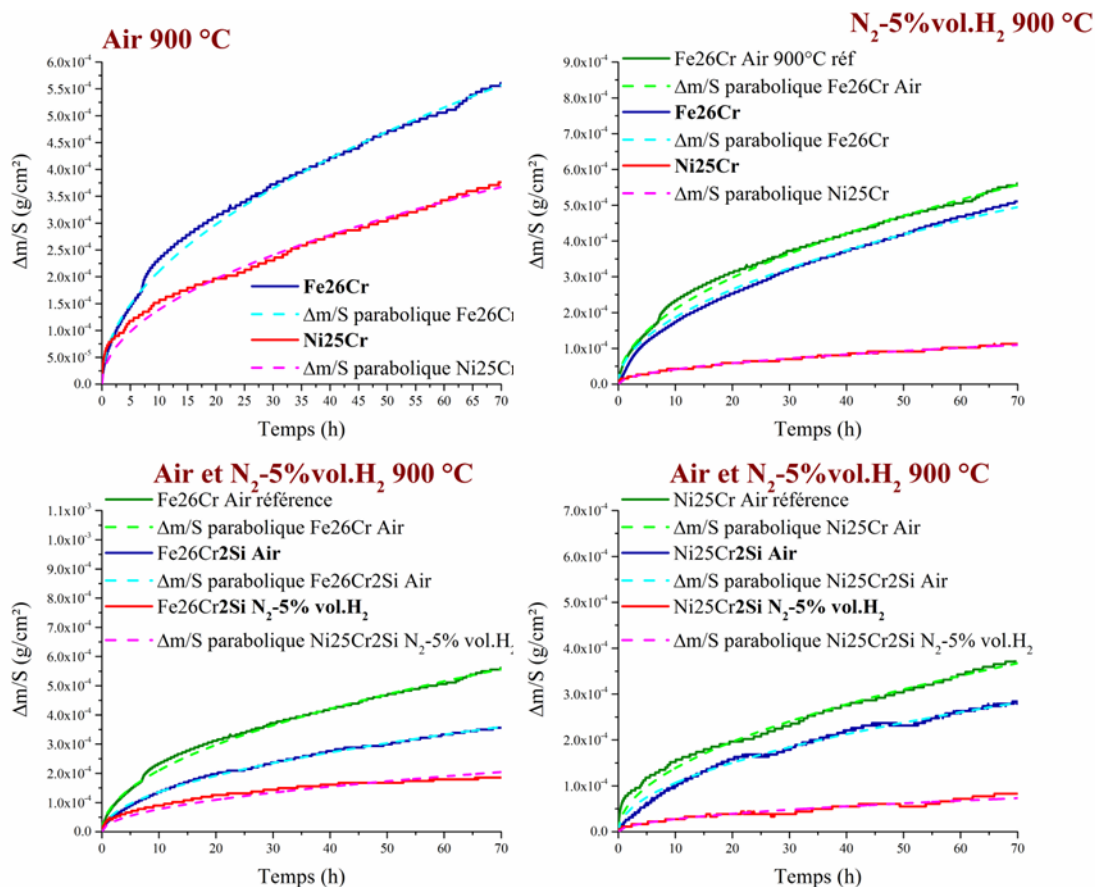 Air 900 °C
6.0x10⁻⁴
5.5x10⁻⁴
5.0x10⁻⁴
4.5x10⁻⁴
4.0x10⁻⁴
3.5x10⁻⁴
3.0x10⁻⁴
2.5x10⁻⁴
2.0x10⁻⁴
1.5x10⁻⁴
1.0x10⁻⁴
5.0x10⁻⁵
0.0
Δm/S (g/cm²)
Fe26Cr
Δm/S parabolique Fe26Cr
Ni25Cr
Δm/S parabolique Ni25Cr
0 5 10 15 20 25 30 35 40 45 50 55 60 65 70
Temps (h)
N₂-5%vol.H₂ 900 °C
9.0x10⁻⁴
8.0x10⁻⁴
7.0x10⁻⁴
6.0x10⁻⁴
5.0x10⁻⁴
4.0x10⁻⁴
3.0x10⁻⁴
2.0x10⁻⁴
1.0x10⁻⁴
0.0
Δm/S (g/cm²)
Fe26Cr Air 900°C réf
Δm/S parabolique Fe26Cr Air
Fe26Cr
Δm/S parabolique Fe26Cr
Ni25Cr
Δm/S parabolique Ni25Cr
0 10 20 30 40 50 60 70
Temps (h)
Air et N₂-5%vol.H₂ 900 °C
1.1x10⁻³
1.0x10⁻³
9.0x10⁻⁴
8.0x10⁻⁴
7.0x10⁻⁴
6.0x10⁻⁴
5.0x10⁻⁴
4.0x10⁻⁴
3.0x10⁻⁴
2.0x10⁻⁴
1.0x10⁻⁴
0.0
Δm/S (g/cm²)
Fe26Cr Air référence
Δm/S parabolique Fe26Cr Air
Fe26Cr2Si Air
Δm/S parabolique Fe26Cr2Si Air
Fe26Cr2Si N₂-5% vol.H₂
Δm/S parabolique Ni25Cr2Si N₂-5% vol.H₂
0 10 20 30 40 50 60 70
Temps (h)
Air et N₂-5%vol.H₂ 900 °C
7.0x10⁻⁴
6.0x10⁻⁴
5.0x10⁻⁴
4.0x10⁻⁴
3.0x10⁻⁴
2.0x10⁻⁴
1.0x10⁻⁴
0.0
Δm/S (g/cm²)
Ni25Cr Air référence
Δm/S parabolique Ni25Cr Air
Ni25Cr2Si Air
Δm/S parabolique Ni25Cr2Si Air
Ni25Cr2Si N₂-5% vol.H₂
Δm/S parabolique Ni25Cr2Si N₂-5% vol.H₂
0 10 20 30 40 50 60 70
Temps (h)